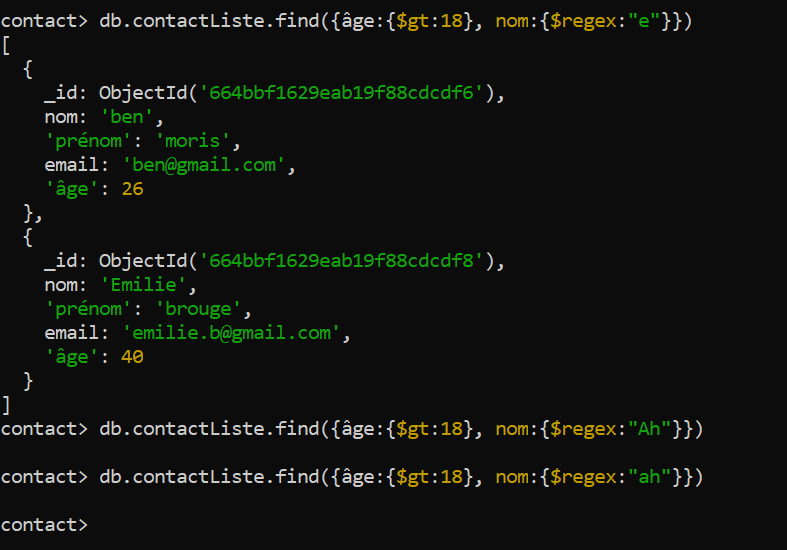 contact> db.contactListe.find({âge:{$gt:18}, nom:{$regex:"e"}})
[
  {
    _id: ObjectId('664bbf1629eab19f88cdcdf6'),
    nom: 'ben',
    'prénom': 'moris',
    email: 'ben@gmail.com',
    'âge': 26
  },
  {
    _id: ObjectId('664bbf1629eab19f88cdcdf8'),
    nom: 'Emilie',
    'prénom': 'brouge',
    email: 'emilie.b@gmail.com',
    'âge': 40
  }
]
contact> db.contactListe.find({âge:{$gt:18}, nom:{$regex:"Ah"}})
contact> db.contactListe.find({âge:{$gt:18}, nom:{$regex:"ah"}})
contact>